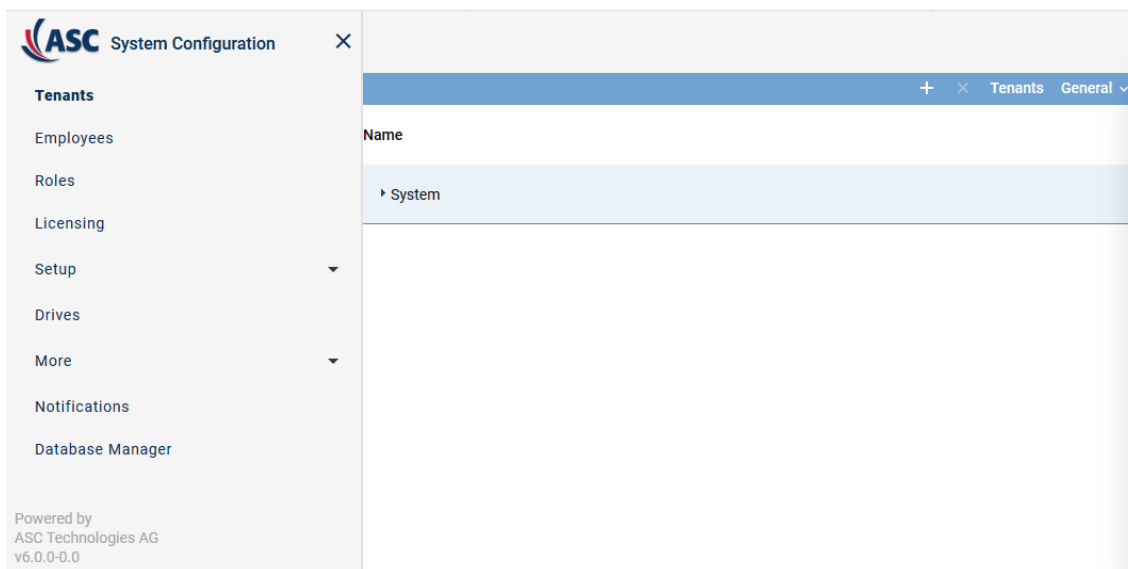 ASC System Configuration
Tenants
Employees
Roles
Licensing
Setup
Drives
More
Notifications
Database Manager
Powered by
ASC Technologies AG
v6.0.0-0.0
Tenants General
Name
System